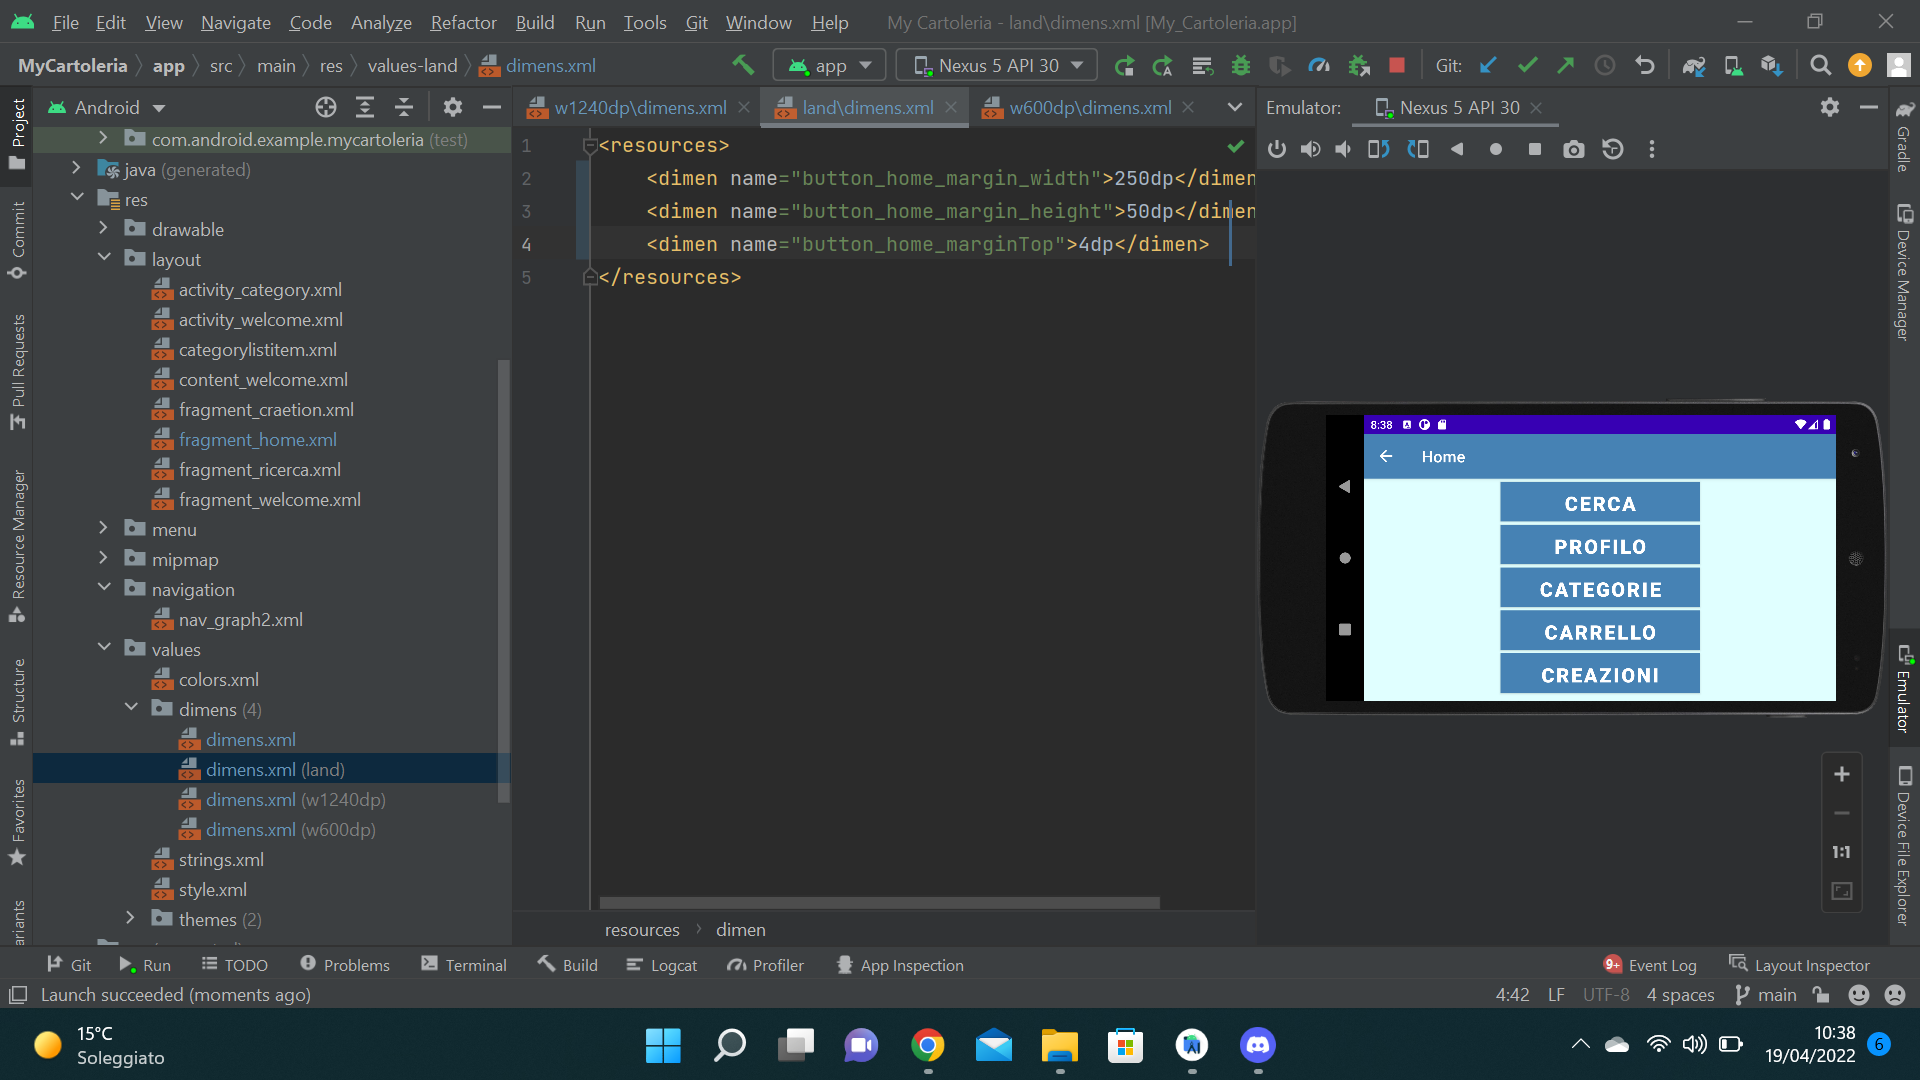 File Edit View Navigate Code Analyze Refactor Build Run Tools Git Window Help My Cartoleria - land\dimens.xml [My_Cartoleria.app]
MyCartoleria app src main res values-land dimens.xml app Nexus 5 API 30 Git:
Project
Commit
Pull Requests
Resource Manager
Structure
Favorites
Android
com.android.example.mycartoleria (test)
java (generated)
res
drawable
layout
activity_category.xml
activity_welcome.xml
categorylistitem.xml
content_welcome.xml
fragment_craetion.xml
fragment_home.xml
fragment_ricerca.xml
fragment_welcome.xml
menu
mipmap
navigation
nav_graph2.xml
values
colors.xml
dimens (4)
dimens.xml
dimens.xml (land)
dimens.xml (w1240dp)
dimens.xml (w600dp)
strings.xml
style.xml
themes (2)
w1240dp\dimens.xml land\dimens.xml w600dp\dimens.xml
1 <resources>
2 <dimen name="button_home_margin_width">250dp</dimen
3 <dimen name="button_home_margin_height">50dp</dimen
4 <dimen name="button_home_marginTop">4dp</dimen>
5 </resources>
resources dimen
Emulator: Nexus 5 API 30
8:38
Home
CERCA
PROFILO
CATEGORIE
CARRELLO
CREAZIONI
1:1
Gradle
Device Manager
Emulator
Device File Explorer
Git Run TODO Problems Terminal Build Logcat Profiler App Inspection 9+ Event Log Layout Inspector
Launch succeeded (moments ago) 4:42 LF UTF-8 4 spaces main
15°C
Soleggiato
10:38
19/04/2022
6